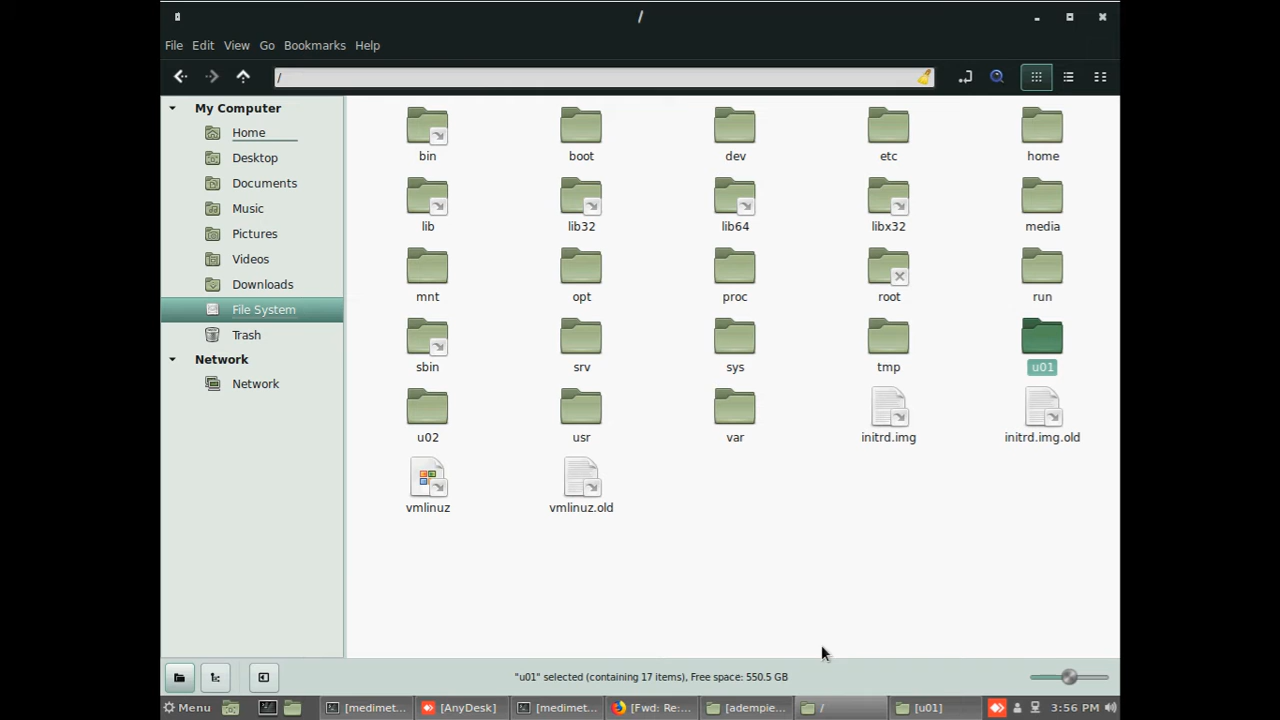 /
File Edit View Go Bookmarks Help
/
My Computer
Home
Desktop
Documents
Music
Pictures
Videos
Downloads
File System
Trash
Network
Network
bin boot dev etc home
lib lib32 lib64 libx32 media
mnt opt proc root run
sbin srv sys tmp u01
u02 usr var initrd.img initrd.img.old
vmlinuz vmlinuz.old
"u01" selected (containing 17 items), Free space: 550.5 GB
Menu [medimet... [AnyDesk] [medimet... [Fwd: Re:... [adempie... / [u01] 3:56 PM